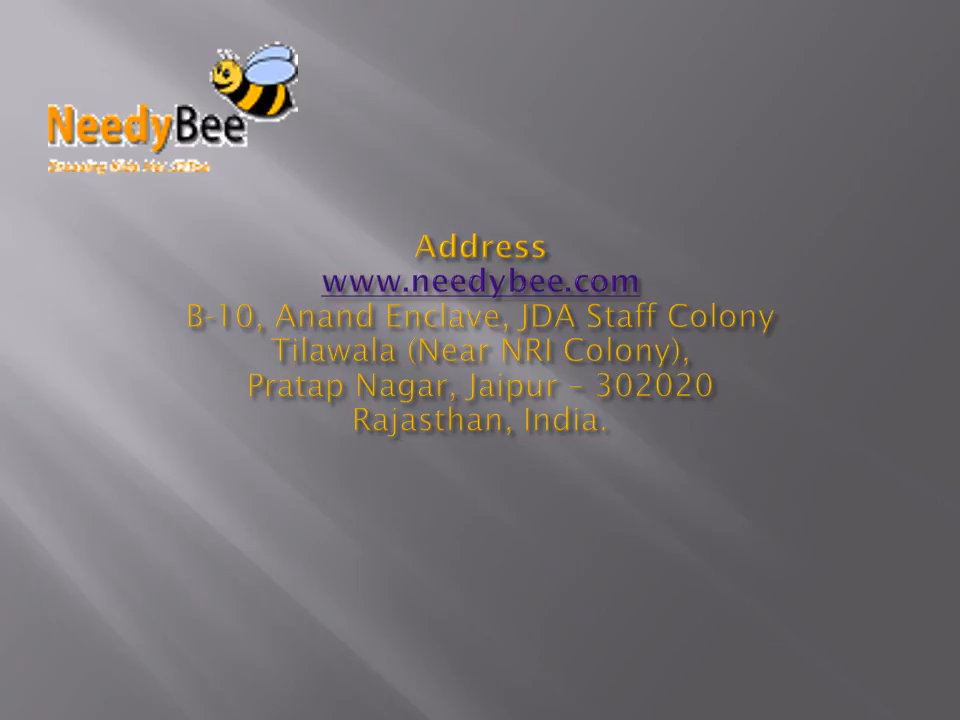 NeedyBee
Address
www.needybee.com
B-10, Anand Enclave, JDA Staff Colony
Tilawala (Near NRI Colony),
Pratap Nagar, Jaipur – 302020
Rajasthan, India.